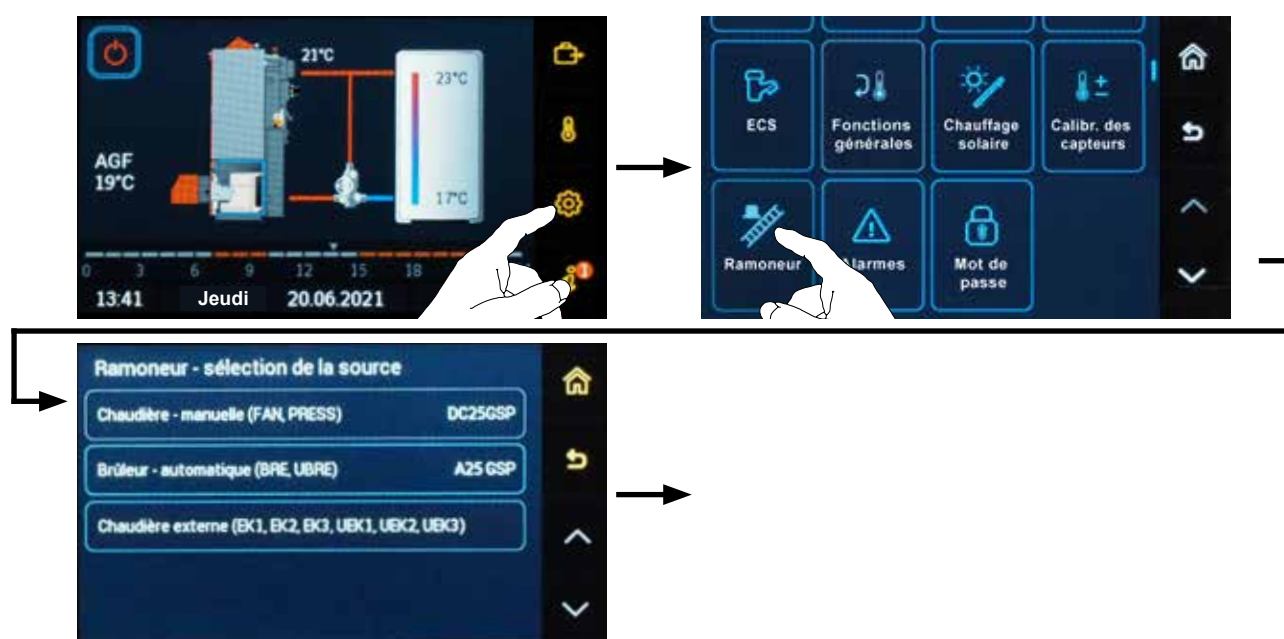 21°C
23°C
AGF
19°C
17°C
0 3 6 9 12 15 18
13:41 Jeudi 20.06.2021
ECS
Fonctions
générales
Chauffage
solaire
Calibr. des
capteurs
Ramoneur
Alarmes
Mot de
passe
Ramoneur - sélection de la source
Chaudière - manuelle (FAN, PRESS) DC25GSP
Brûleur - automatique (BRE, UBRE) A25 GSP
Chaudière externe (EK1, EK2, EK3, UEK1, UEK2, UEK3)